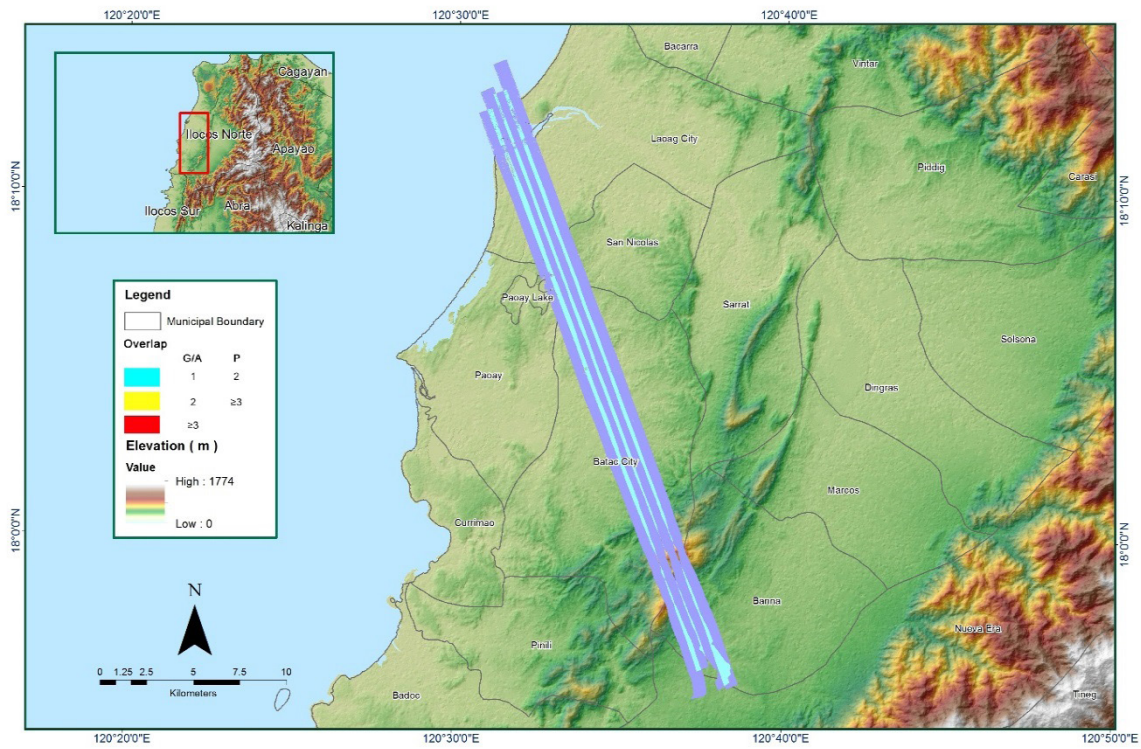 120°20'0"E 120°30'0"E 120°40'0"E
Bacarra
Vintar
Cagayan
Ilocos Norte
Apayao
Ilocos Sur
Abra
Kalinga
18°10'0"N
18°10'0"N
Laoag City
Piddig
Carasi
San Nicolas
Paoay Lake
Sarrat
Solsona
Legend
Municipal Boundary
Overlap
G/A P
1 2
2 ≥3
≥3
Elevation ( m )
Value
High : 1774
Low : 0
Paoay
Dingras
Batac City
Marcos
Currimao
18°0'0"N
18°0'0"N
Banna
Nueva Era
Pinili
Badoc
Tineg
N
0 1.25 2.5 5 7.5 10
Kilometers
120°20'0"E 120°30'0"E 120°40'0"E 120°50'0"E